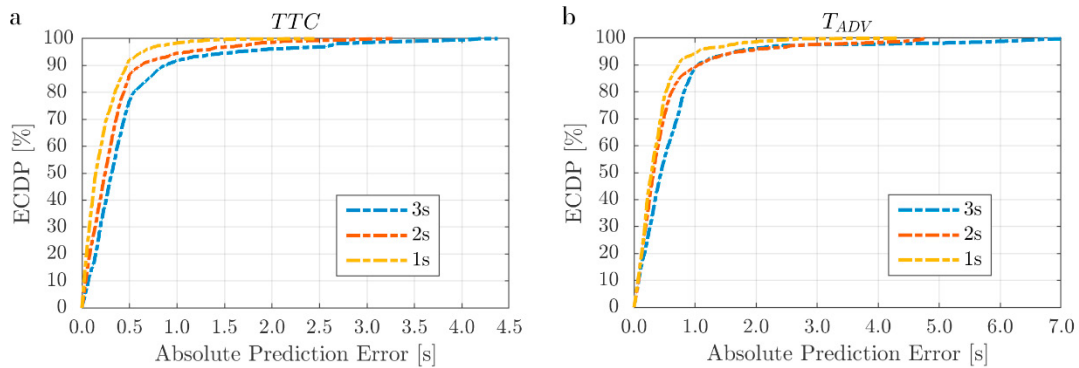 a
TTC
100
90
80
70
60
50
40
30
20
10
0
ECDP [%]
3s
2s
1s
0.0 0.5 1.0 1.5 2.0 2.5 3.0 3.5 4.0 4.5
Absolute Prediction Error [s]
b
T_ADV
100
90
80
70
60
50
40
30
20
10
0
ECDP [%]
3s
2s
1s
0.0 1.0 2.0 3.0 4.0 5.0 6.0 7.0
Absolute Prediction Error [s]